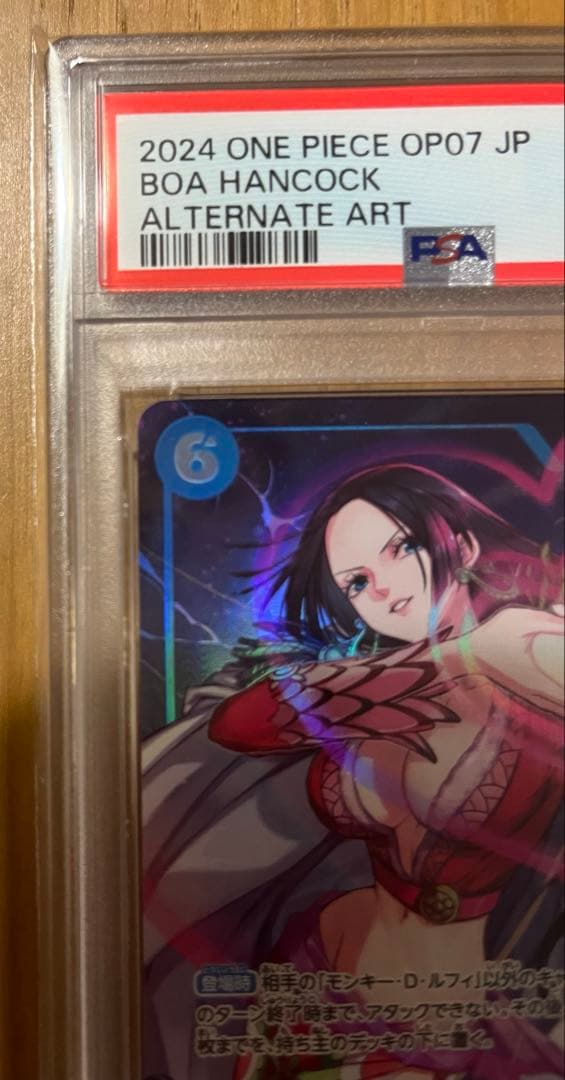 2024 ONE PIECE OP07 JP
BOA HANCOCK
ALTERNATE ART
PSA
6
登場時 相手の「モンキー・D・ルフィ」以外のキャ
のターン終了時まで、アタックできない。その後
枚までを、持ち主のデッキの下に置く。